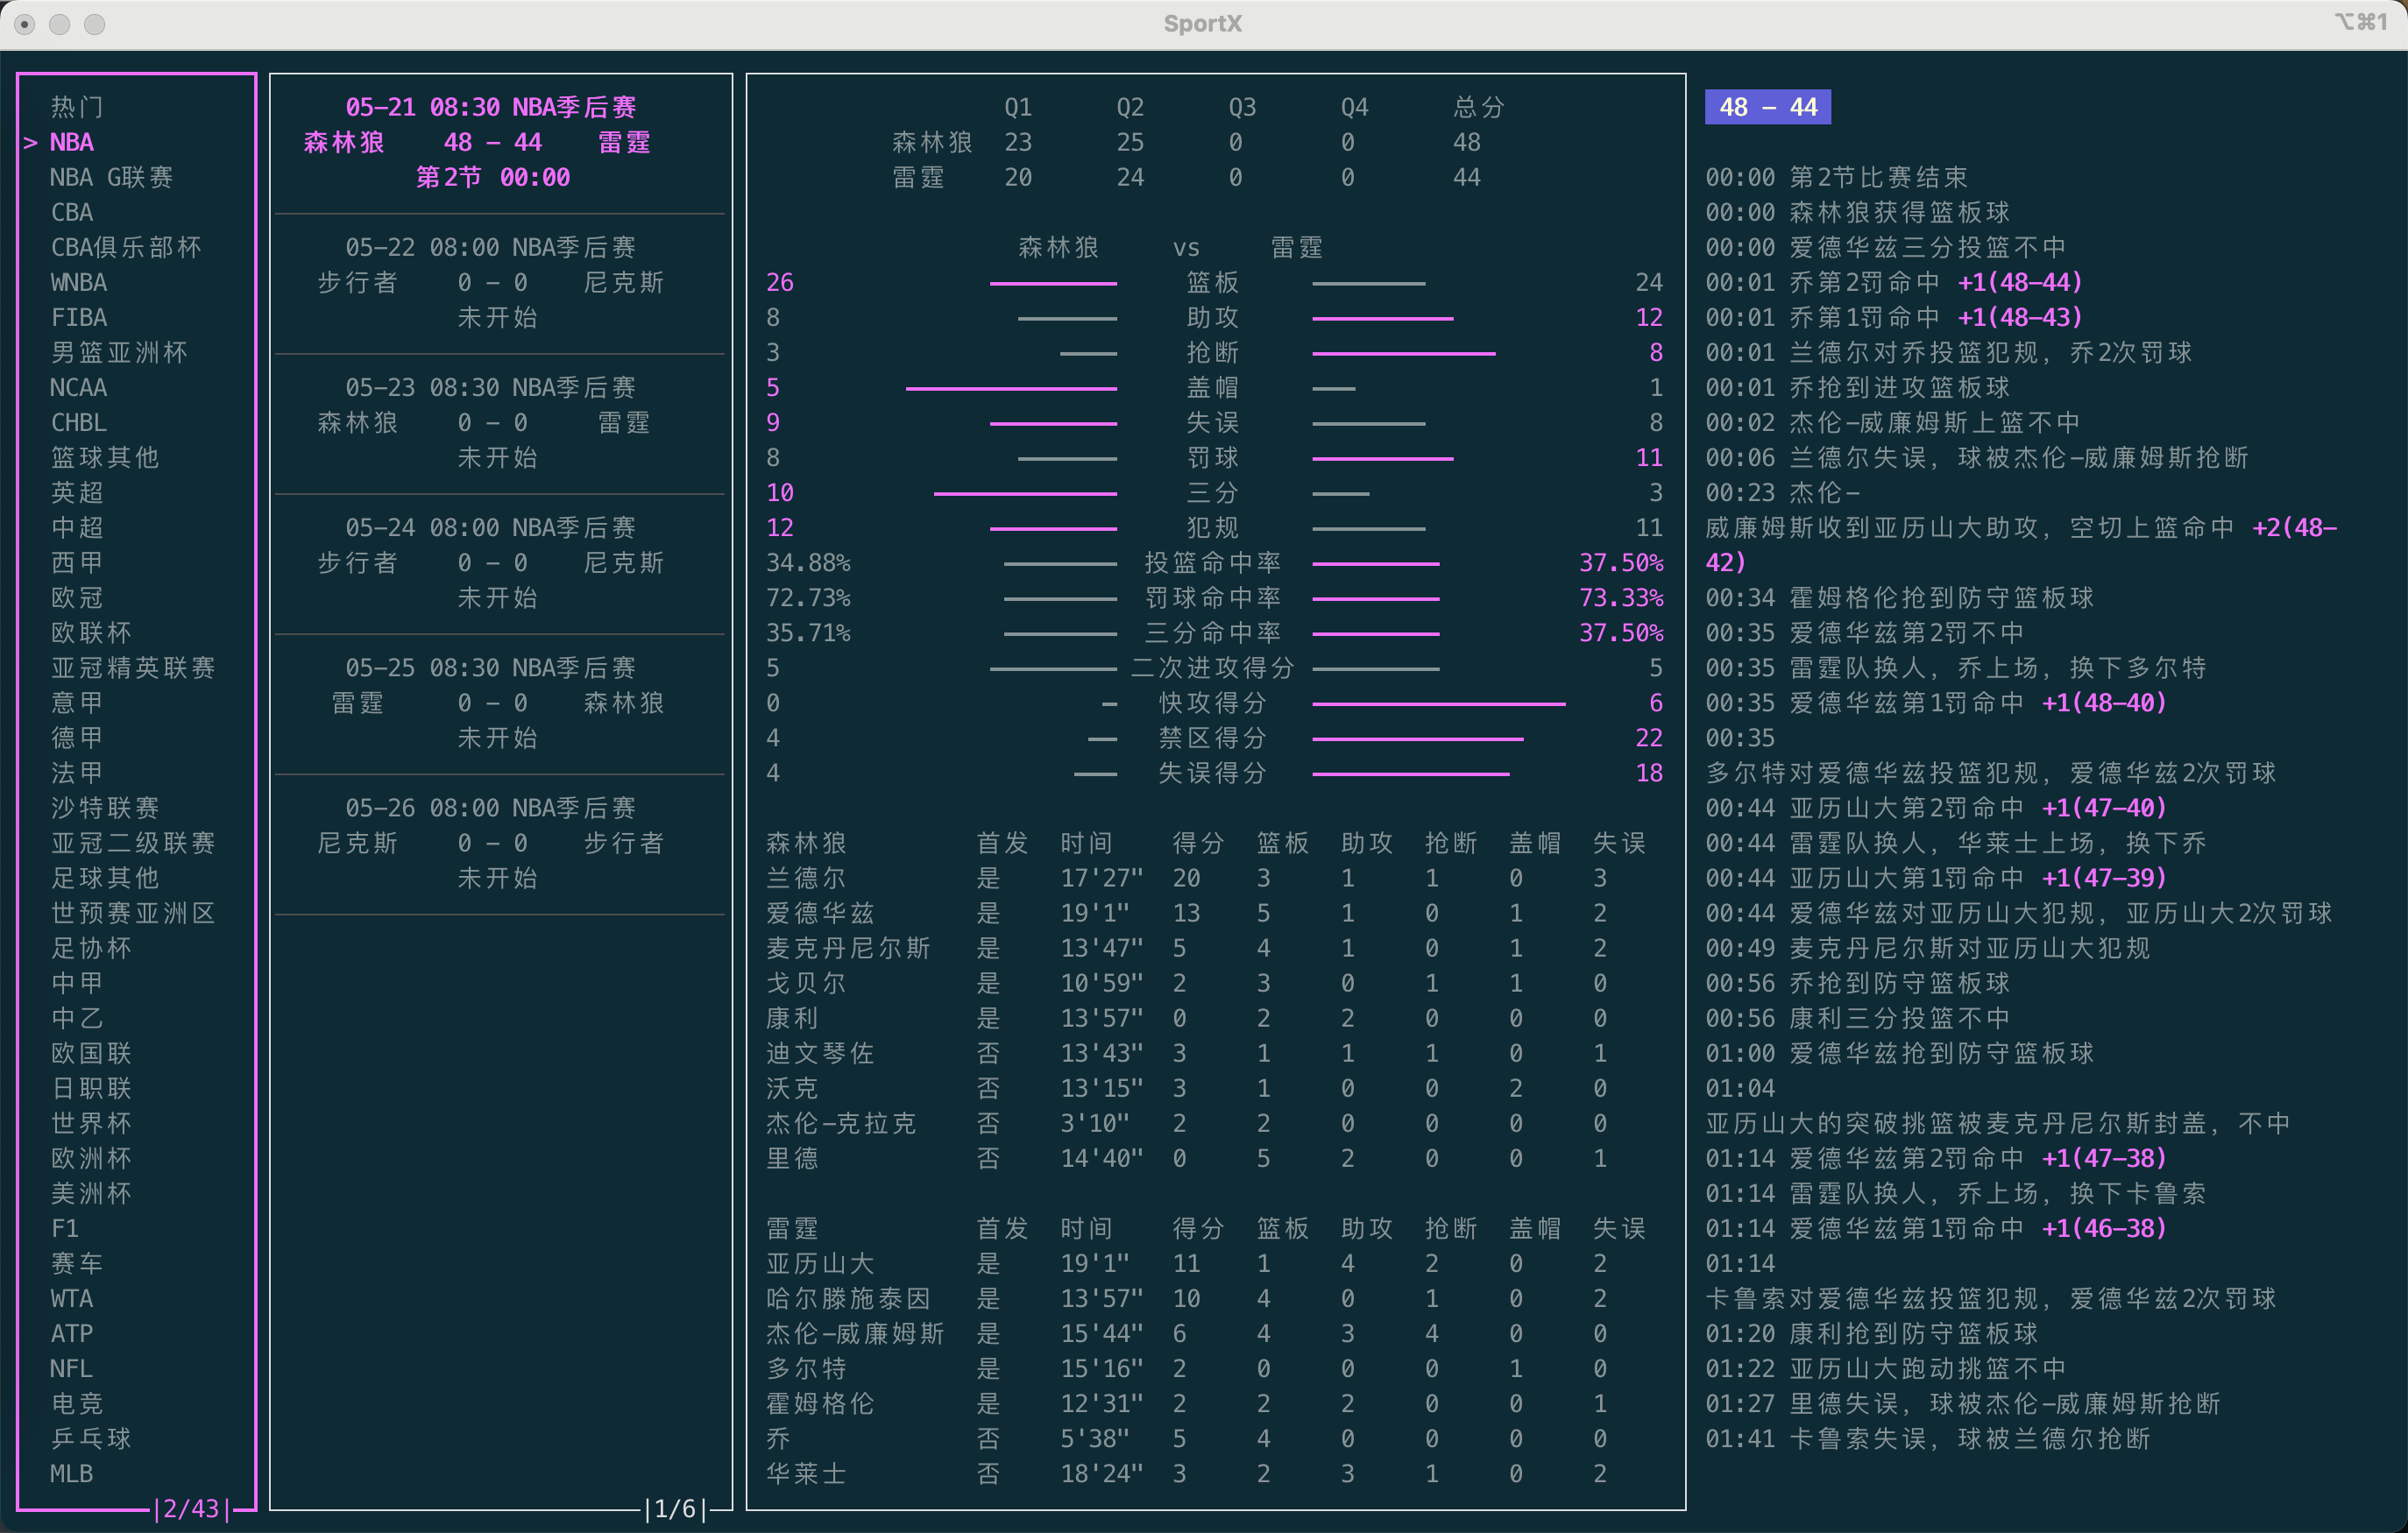 SportX
⌥⌘1
热门
> NBA
NBA G联赛
CBA
CBA俱乐部杯
WNBA
FIBA
男篮亚洲杯
NCAA
CHBL
篮球其他
英超
中超
西甲
欧冠
欧联杯
亚冠精英联赛
意甲
德甲
法甲
沙特联赛
亚冠二级联赛
足球其他
世预赛亚洲区
足协杯
中甲
中乙
欧国联
日职联
世界杯
欧洲杯
美洲杯
F1
赛车
WTA
ATP
NFL
电竞
乒乓球
MLB
|2/43|
05-21 08:30 NBA季后赛
森林狼 48 - 44 雷霆
第2节 00:00
05-22 08:00 NBA季后赛
步行者 0 - 0 尼克斯
未开始
05-23 08:30 NBA季后赛
森林狼 0 - 0 雷霆
未开始
05-24 08:00 NBA季后赛
步行者 0 - 0 尼克斯
未开始
05-25 08:30 NBA季后赛
雷霆 0 - 0 森林狼
未开始
05-26 08:00 NBA季后赛
尼克斯 0 - 0 步行者
未开始
|1/6|
Q1 Q2 Q3 Q4 总分
森林狼 23 25 0 0 48
雷霆 20 24 0 0 44
森林狼 vs 雷霆
26 篮板 24
8 助攻 12
3 抢断 8
5 盖帽 1
9 失误 8
8 罚球 11
10 三分 3
12 犯规 11
34.88% 投篮命中率 37.50%
72.73% 罚球命中率 73.33%
35.71% 三分命中率 37.50%
5 二次进攻得分 5
0 快攻得分 6
4 禁区得分 22
4 失误得分 18
森林狼 首发 时间 得分 篮板 助攻 抢断 盖帽 失误
兰德尔 是 17'27" 20 3 1 1 0 3
爱德华兹 是 19'1" 13 5 1 0 1 2
麦克丹尼尔斯 是 13'47" 5 4 1 0 1 2
戈贝尔 是 10'59" 2 3 0 1 1 0
康利 是 13'57" 0 2 2 0 0 0
迪文琴佐 否 13'43" 3 1 1 1 0 1
沃克 否 13'15" 3 1 0 0 2 0
杰伦-克拉克 否 3'10" 2 2 0 0 0 0
里德 否 14'40" 0 5 2 0 0 1
雷霆 首发 时间 得分 篮板 助攻 抢断 盖帽 失误
亚历山大 是 19'1" 11 1 4 2 0 2
哈尔滕施泰因 是 13'57" 10 4 0 1 0 2
杰伦-威廉姆斯 是 15'44" 6 4 3 4 0 0
多尔特 是 15'16" 2 0 0 0 1 0
霍姆格伦 是 12'31" 2 2 2 0 0 1
乔 否 5'38" 5 4 0 0 0 0
华莱士 否 18'24" 3 2 3 1 0 2
48 - 44
00:00 第2节比赛结束
00:00 森林狼获得篮板球
00:00 爱德华兹三分投篮不中
00:01 乔第2罚命中 +1(48-44)
00:01 乔第1罚命中 +1(48-43)
00:01 兰德尔对乔投篮犯规，乔2次罚球
00:01 乔抢到进攻篮板球
00:02 杰伦-威廉姆斯上篮不中
00:06 兰德尔失误，球被杰伦-威廉姆斯抢断
00:23 杰伦-
威廉姆斯收到亚历山大助攻，空切上篮命中 +2(48-
42)
00:34 霍姆格伦抢到防守篮板球
00:35 爱德华兹第2罚不中
00:35 雷霆队换人，乔上场，换下多尔特
00:35 爱德华兹第1罚命中 +1(48-40)
00:35
多尔特对爱德华兹投篮犯规，爱德华兹2次罚球
00:44 亚历山大第2罚命中 +1(47-40)
00:44 雷霆队换人，华莱士上场，换下乔
00:44 亚历山大第1罚命中 +1(47-39)
00:44 爱德华兹对亚历山大犯规，亚历山大2次罚球
00:49 麦克丹尼尔斯对亚历山大犯规
00:56 乔抢到防守篮板球
00:56 康利三分投篮不中
01:00 爱德华兹抢到防守篮板球
01:04
亚历山大的突破挑篮被麦克丹尼尔斯封盖，不中
01:14 爱德华兹第2罚命中 +1(47-38)
01:14 雷霆队换人，乔上场，换下卡鲁索
01:14 爱德华兹第1罚命中 +1(46-38)
01:14
卡鲁索对爱德华兹投篮犯规，爱德华兹2次罚球
01:20 康利抢到防守篮板球
01:22 亚历山大跑动挑篮不中
01:27 里德失误，球被杰伦-威廉姆斯抢断
01:41 卡鲁索失误，球被兰德尔抢断